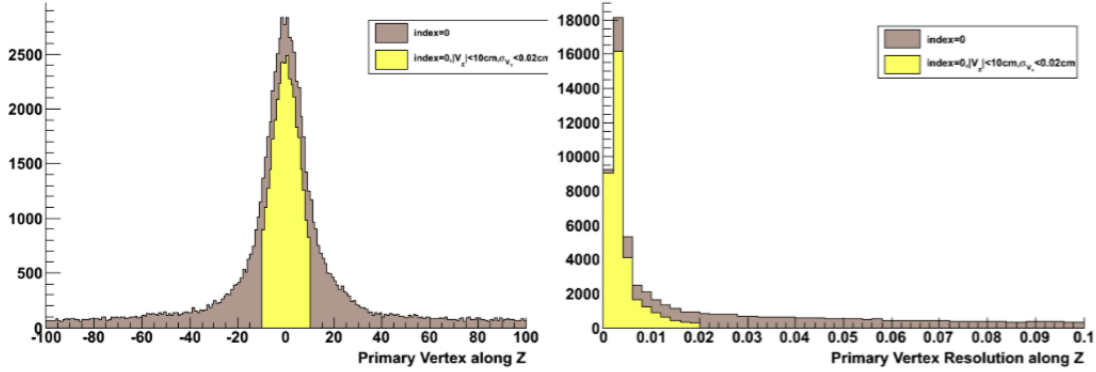 2500
2000
1500
1000
500
0
-100 -80 -60 -40 -20 0 20 40 60 80 100
Primary Vertex along Z
index=0
index=0,|V_z|<10cm,σ_{V_z}<0.02cm
18000
16000
14000
12000
10000
8000
6000
4000
2000
0
0 0.01 0.02 0.03 0.04 0.05 0.06 0.07 0.08 0.09 0.1
Primary Vertex Resolution along Z
index=0
index=0,|V_z|<10cm,σ_{V_z}<0.02cm